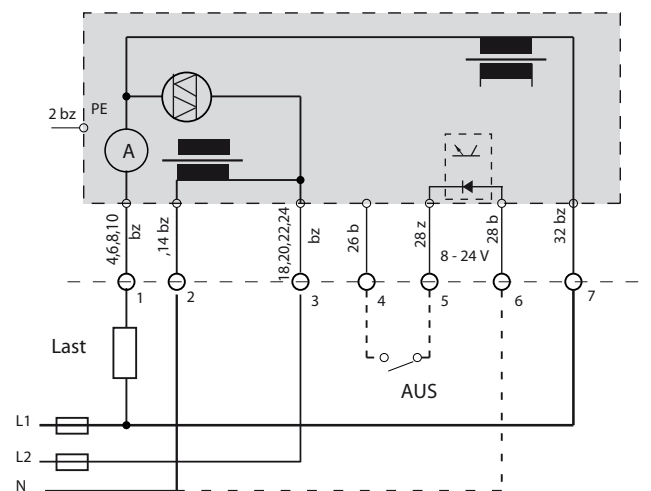 2 bz
PE
A
4,6,8,10
bz
,14 bz
18,20,22,24
bz
26 b
28 z
8 - 24 V
28 b
32 bz
1
2
3
4
5
6
7
Last
AUS
L1
L2
N